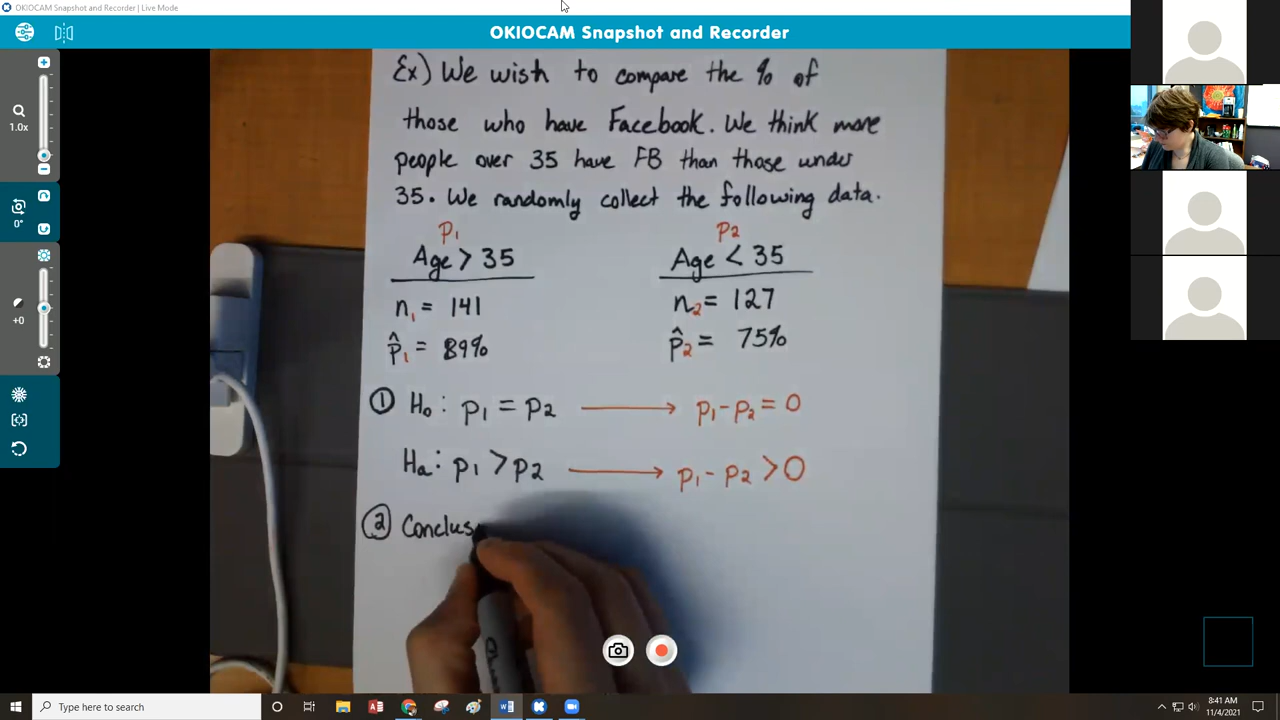 OKIOCAM Snapshot and Recorder | Live Mode
OKIOCAM Snapshot and Recorder
1.0x
0°
+0
Ex) We wish to compare the % of
those who have Facebook. We think more
people over 35 have FB than those under
35. We randomly collect the following data.
p₁ p₂
Age > 35 Age < 35
n₁ = 141 n₂ = 127
p̂₁ = 89% p̂₂ = 75%
① H₀: p₁ = p₂ → p₁ - p₂ = 0
Hₐ: p₁ > p₂ → p₁ - p₂ > 0
② Conclus
Type here to search
8:41 AM
11/4/2021